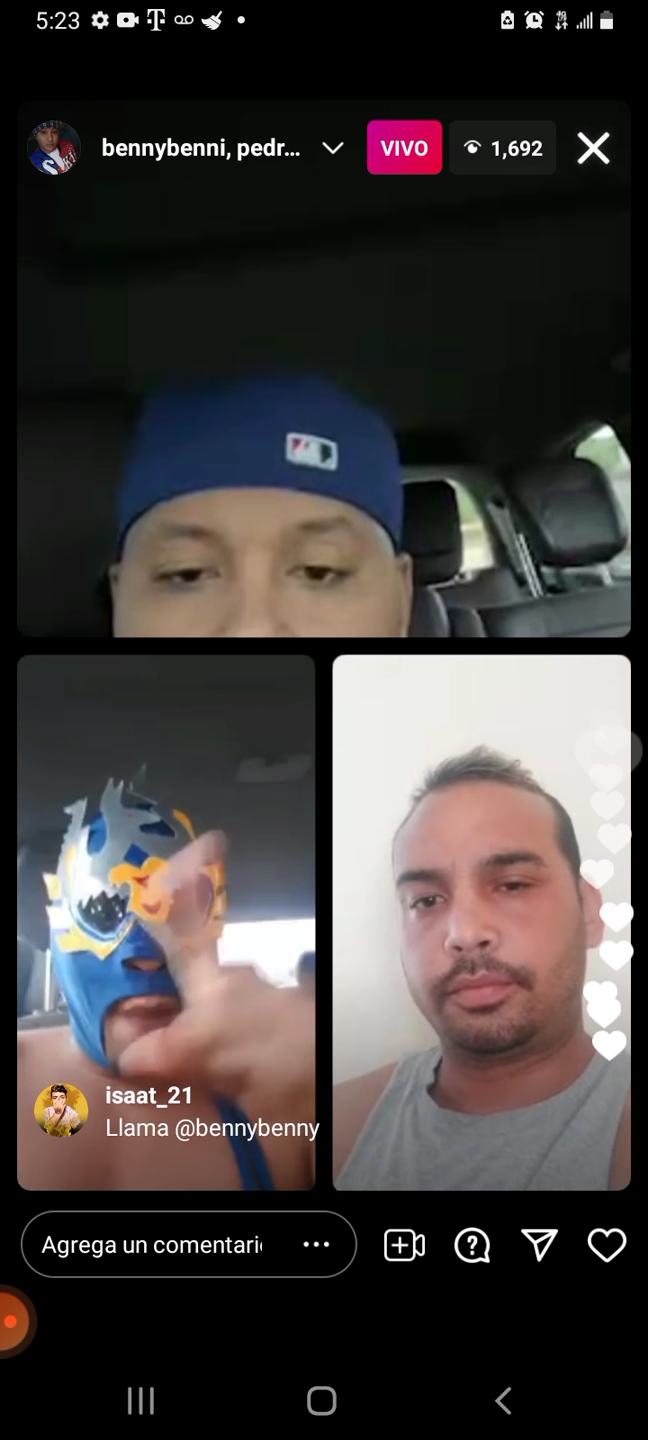 5:23
bennybenni, pedr...
VIVO
1,692
isaat_21
Llama @bennybenny
Agrega un comentari